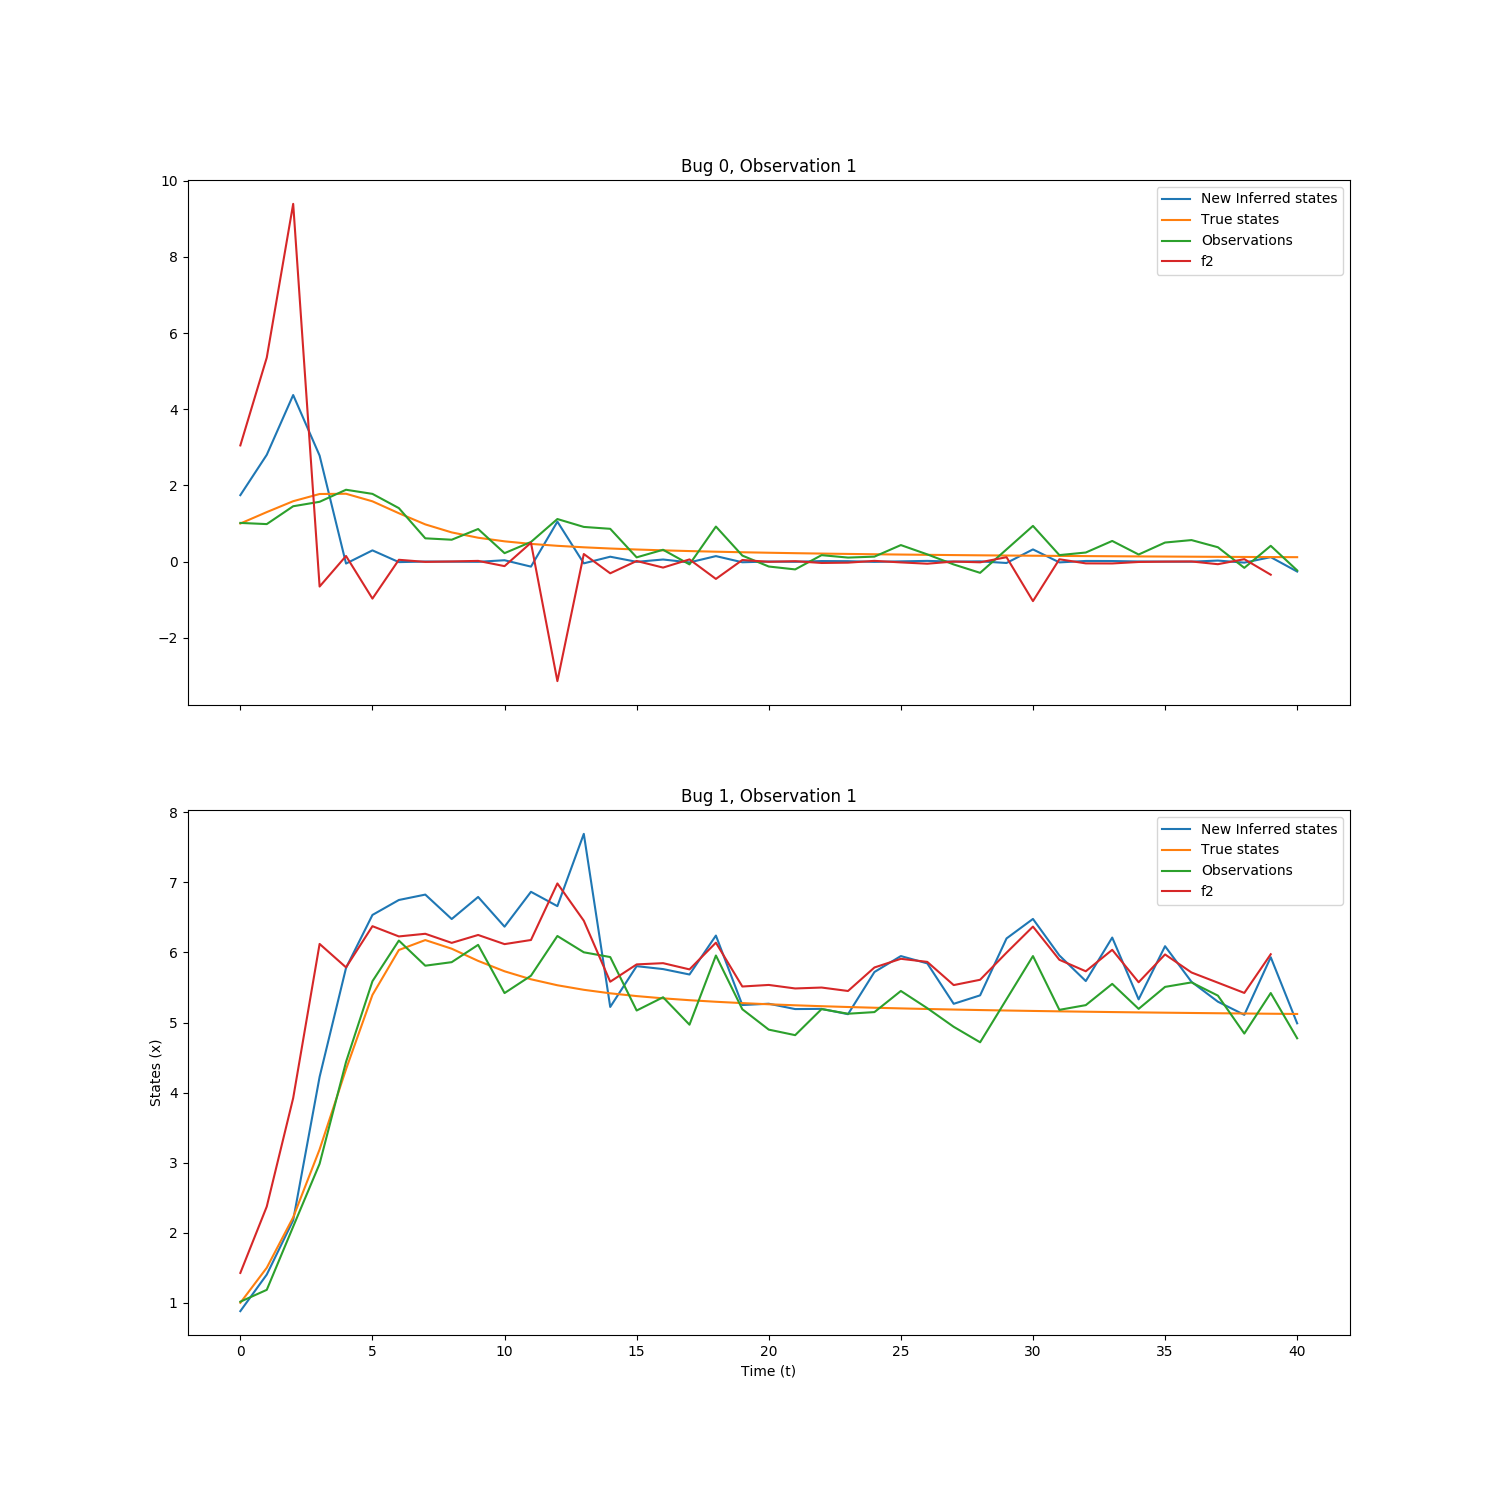 Bug 0, Observation 1
10
8
6
4
2
0
−2
New Inferred states
True states
Observations
f2
Bug 1, Observation 1
8
7
6
5
4
3
2
1
States (x)
New Inferred states
True states
Observations
f2
0 5 10 15 20 25 30 35 40
Time (t)